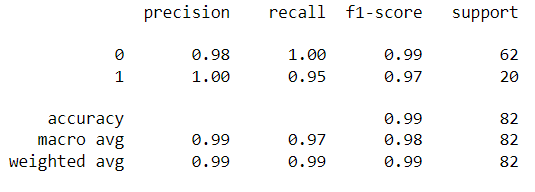 precision recall f1-score support
0 0.98 1.00 0.99 62
1 1.00 0.95 0.97 20
accuracy 0.99 82
macro avg 0.99 0.97 0.98 82
weighted avg 0.99 0.99 0.99 82